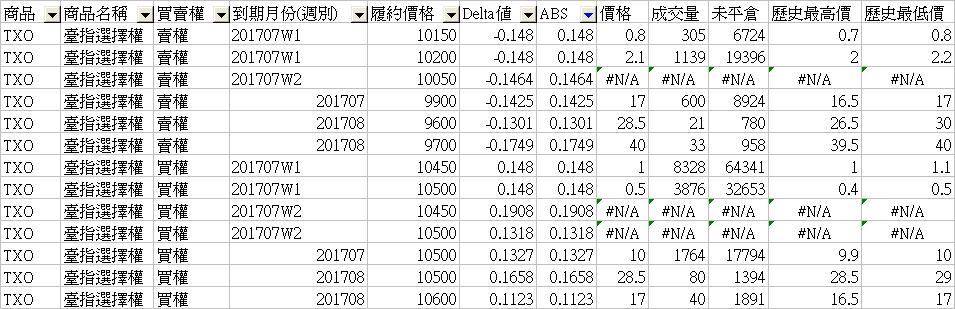 商品 商品名稱 買賣權 到期月份(週別) 履約價格 Delta值 ABS 價格 成交量 未平倉 歷史最高價 歷史最低價
TXO 臺指選擇權 賣權 201707W1 10150 -0.148 0.148 0.8 305 6724 0.7 0.8
TXO 臺指選擇權 賣權 201707W1 10200 -0.148 0.148 2.1 1139 19396 2 2.2
TXO 臺指選擇權 賣權 201707W2 10050 -0.1464 0.1464 #N/A #N/A #N/A #N/A #N/A
TXO 臺指選擇權 賣權 201707 9900 -0.1425 0.1425 17 600 8924 16.5 17
TXO 臺指選擇權 賣權 201708 9600 -0.1301 0.1301 28.5 21 780 26.5 30
TXO 臺指選擇權 賣權 201708 9700 -0.1749 0.1749 40 33 958 39.5 40
TXO 臺指選擇權 買權 201707W1 10450 0.148 0.148 1 8328 64341 1 1.1
TXO 臺指選擇權 買權 201707W1 10500 0.148 0.148 0.5 3876 32653 0.4 0.5
TXO 臺指選擇權 買權 201707W2 10450 0.1908 0.1908 #N/A #N/A #N/A #N/A #N/A
TXO 臺指選擇權 買權 201707W2 10500 0.1318 0.1318 #N/A #N/A #N/A #N/A #N/A
TXO 臺指選擇權 買權 201707 10500 0.1327 0.1327 10 1764 17794 9.9 10
TXO 臺指選擇權 買權 201708 10500 0.1658 0.1658 28.5 80 1394 28.5 29
TXO 臺指選擇權 買權 201708 10600 0.1123 0.1123 17 40 1891 16.5 17